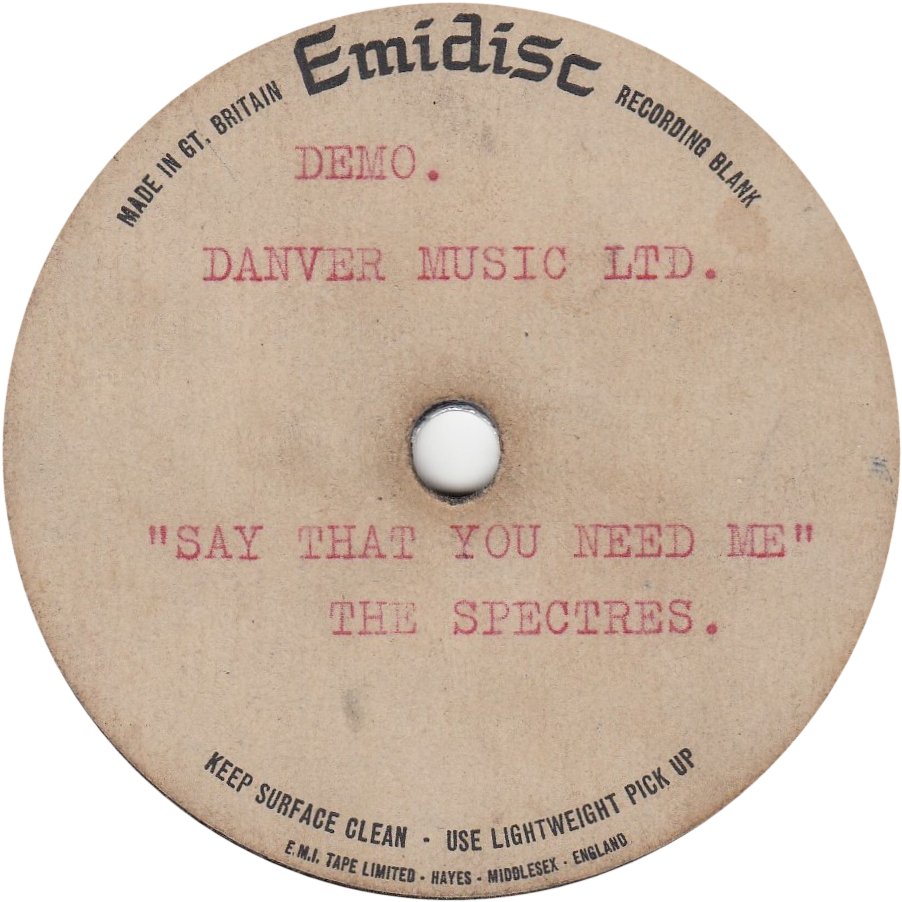 Emidisc
MADE IN GT. BRITAIN
RECORDING BLANK
DEMO.
DANVER MUSIC LTD.
"SAY THAT YOU NEED ME"
THE SPECTRES.
KEEP SURFACE CLEAN · USE LIGHTWEIGHT PICK UP
E.M.I. TAPE LIMITED · HAYES · MIDDLESEX · ENGLAND